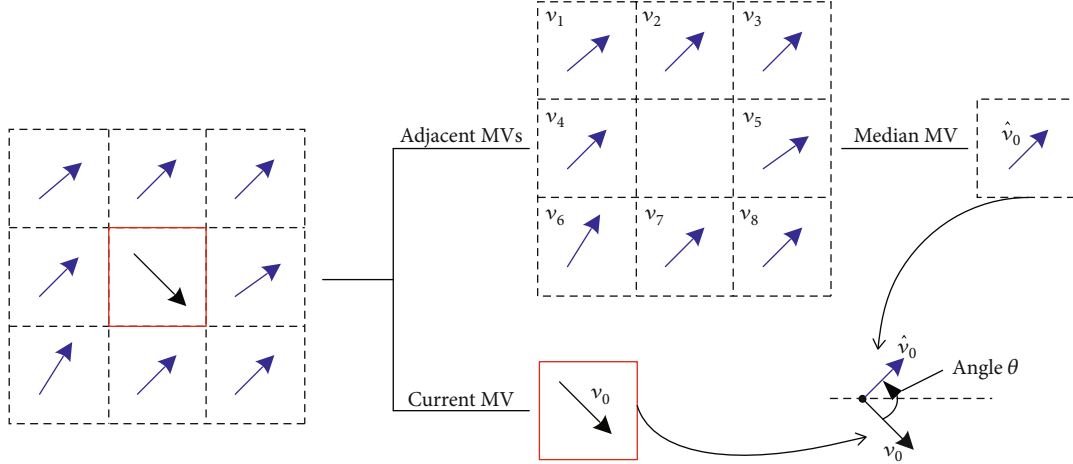 v1 v2 v3
Adjacent MVs
v4 v5
Median MV
v̂0
v6 v7 v8
v̂0
Angle θ
Current MV
v0
v0